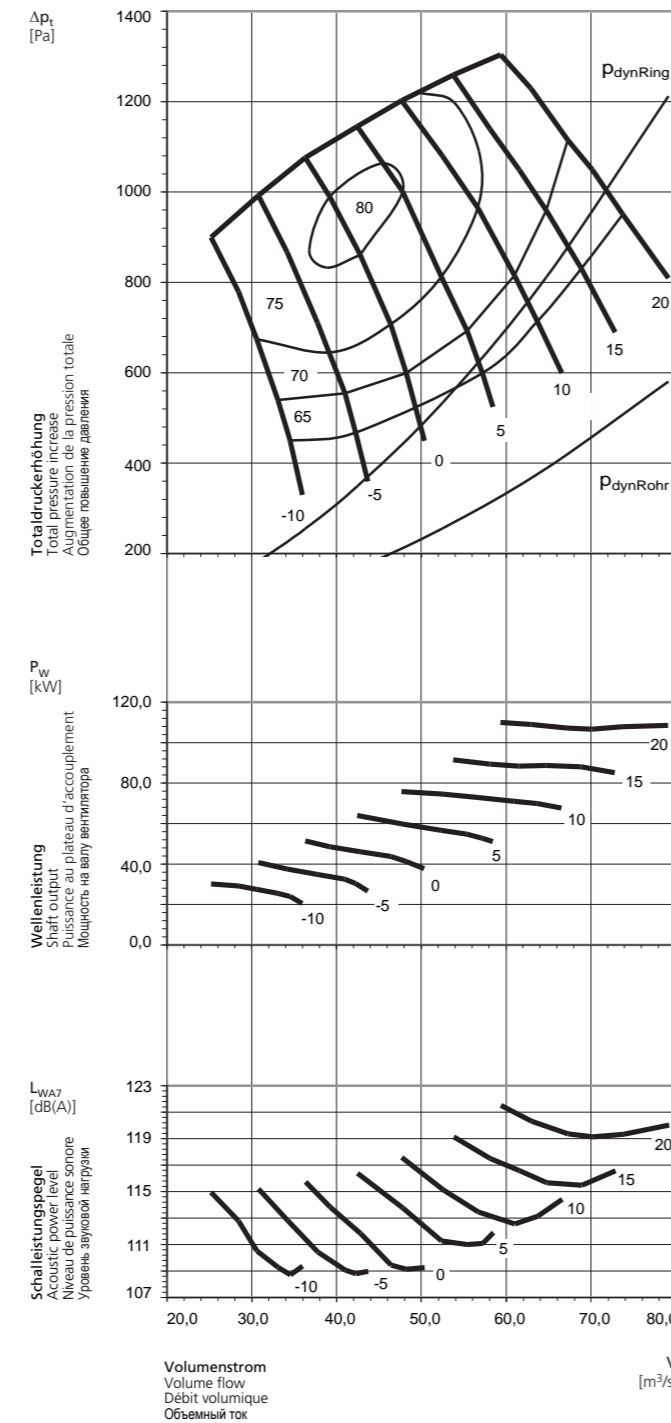 Δpt
[Pa]
1400
1200
1000
800
600
400
200
pdynRing
80
75
70
65
20
15
10
5
0
-5
-10
pdynRohr
Totaldruckerhöhung
Total pressure increase
Augmentation de la pression totale
Общее повышение давления
PW
[kW]
120,0
80,0
40,0
0,0
20
15
10
5
0
-5
-10
Wellenleistung
Shaft output
Puissance au plateau d'accouplement
Мощность на валу вентилятора
LWA7
[dB(A)]
123
119
115
111
107
20
15
10
5
0
-5
-10
Schalleistungspegel
Acoustic power level
Niveau de puissance sonore
Уровень звуковой нагрузки
20,0 30,0 40,0 50,0 60,0 70,0 80,0
Volumenstrom
Volume flow
Débit volumique
Объемный ток
[m³/s